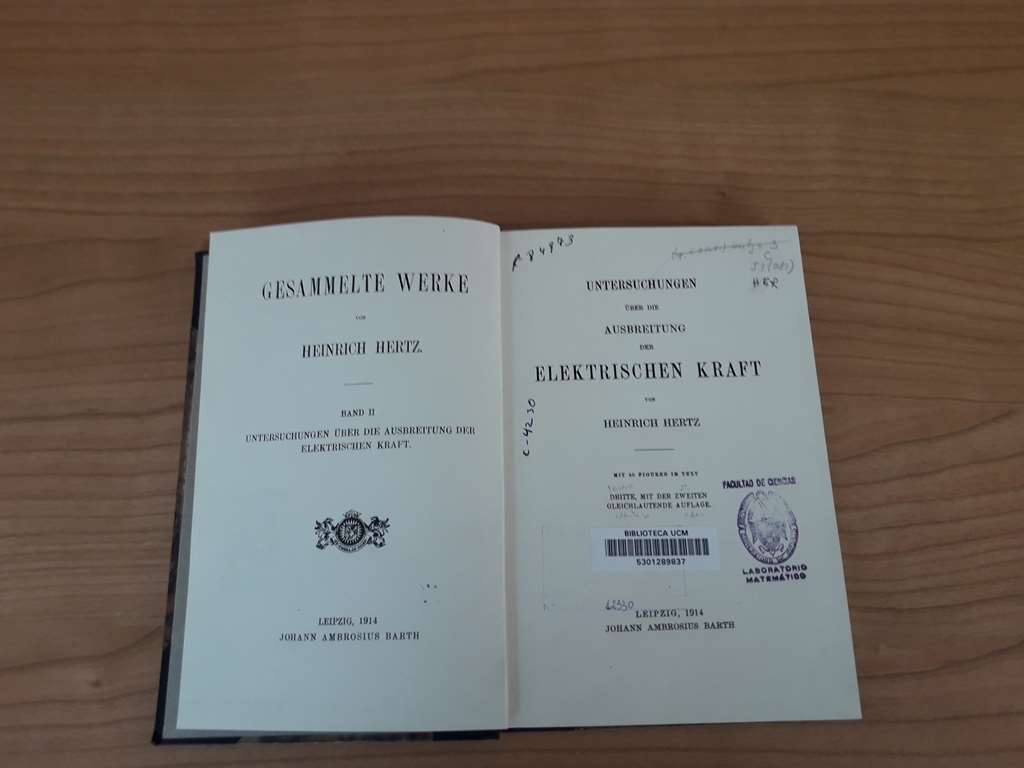 GESAMMELTE WERKE
VON
HEINRICH HERTZ.
BAND II
UNTERSUCHUNGEN ÜBER DIE AUSBREITUNG DER
ELEKTRISCHEN KRAFT.
LEIPZIG, 1914
JOHANN AMBROSIUS BARTH
HER
UNTERSUCHUNGEN
ÜBER DIE
AUSBREITUNG
DER
ELEKTRISCHEN KRAFT
VON
HEINRICH HERTZ
C-4230
MIT 40 FIGUREN IM TEXT
DRITTE, MIT DER ZWEITEN
GLEICHLAUTENDE AUFLAGE.
FACULTAD DE CIENCIAS
LABORATORIO
MATEMÁTICO
BIBLIOTECA UCM
5301289837
LEIPZIG, 1914
JOHANN AMBROSIUS BARTH